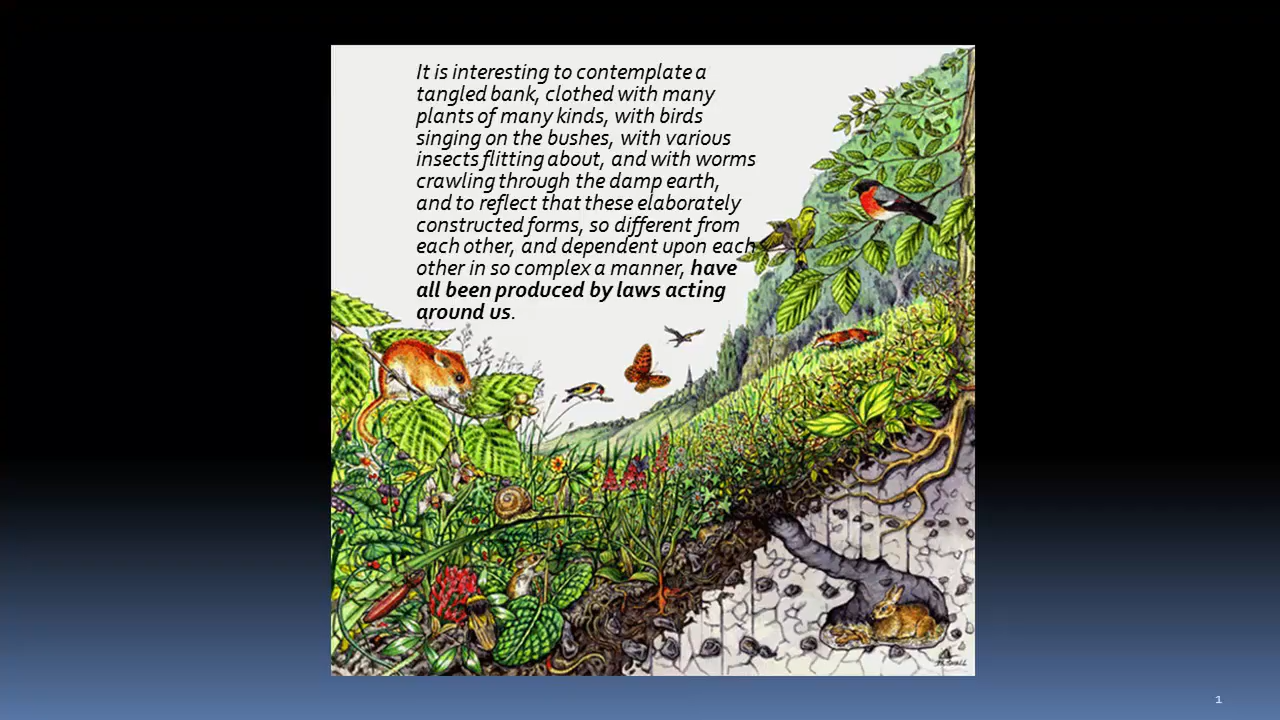 It is interesting to contemplate a
tangled bank, clothed with many
plants of many kinds, with birds
singing on the bushes, with various
insects flitting about, and with worms
crawling through the damp earth,
and to reflect that these elaborately
constructed forms, so different from
each other, and dependent upon each
other in so complex a manner, have
all been produced by laws acting
around us.
1